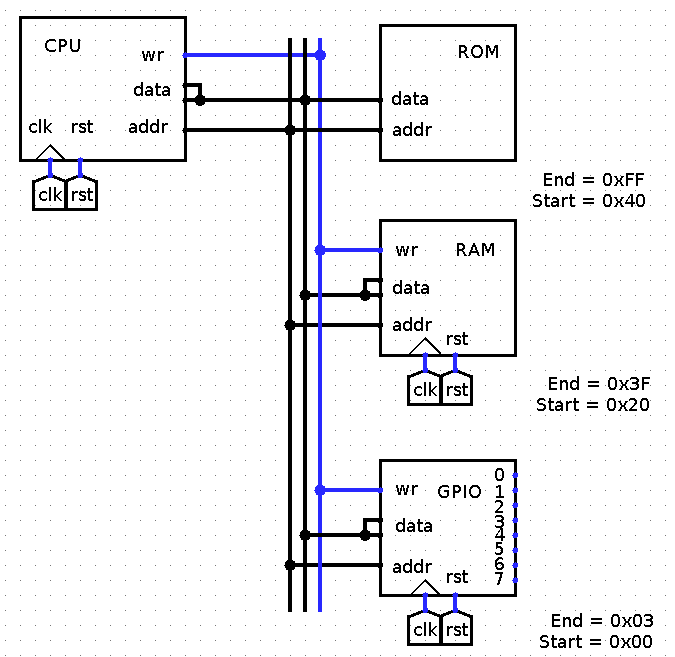 CPU
wr
data
clk rst addr
clk rst
ROM
data
addr
End = 0xFF
Start = 0x40
wr RAM
data
addr
rst
clk rst
End = 0x3F
Start = 0x20
wr GPIO
data
addr
rst
0
1
2
3
4
5
6
7
clk rst
End = 0x03
Start = 0x00